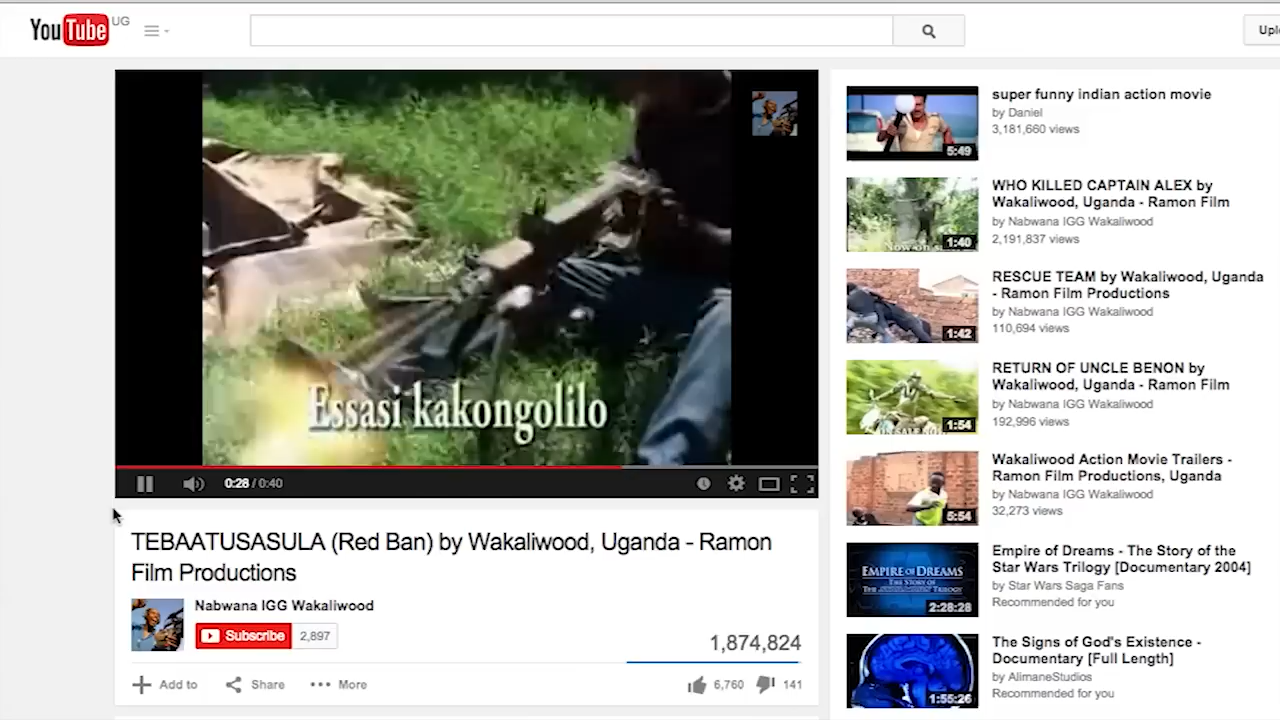 YouTube UG
Uplo
Essasi kakongolilo
0:28 / 0:40
TEBAATUSASULA (Red Ban) by Wakaliwood, Uganda - Ramon
Film Productions
Nabwana IGG Wakaliwood
Subscribe 2,897
1,874,824
Add to Share More 6,760 141
super funny indian action movie
by Daniel
3,181,660 views
5:49
WHO KILLED CAPTAIN ALEX by
Wakaliwood, Uganda - Ramon Film
by Nabwana IGG Wakaliwood
2,191,837 views
1:40
RESCUE TEAM by Wakaliwood, Uganda
- Ramon Film Productions
by Nabwana IGG Wakaliwood
110,694 views
1:42
RETURN OF UNCLE BENON by
Wakaliwood, Uganda - Ramon Film
by Nabwana IGG Wakaliwood
192,996 views
1:54
Wakaliwood Action Movie Trailers -
Ramon Film Productions, Uganda
by Nabwana IGG Wakaliwood
32,273 views
5:54
EMPIRE OF DREAMS
THE STORY OF
THE STAR WARS TRILOGY
2:28:28
Empire of Dreams - The Story of the
Star Wars Trilogy [Documentary 2004]
by Star Wars Saga Fans
Recommended for you
The Signs of God's Existence -
Documentary [Full Length]
by AlimaneStudios
Recommended for you
1:55:26